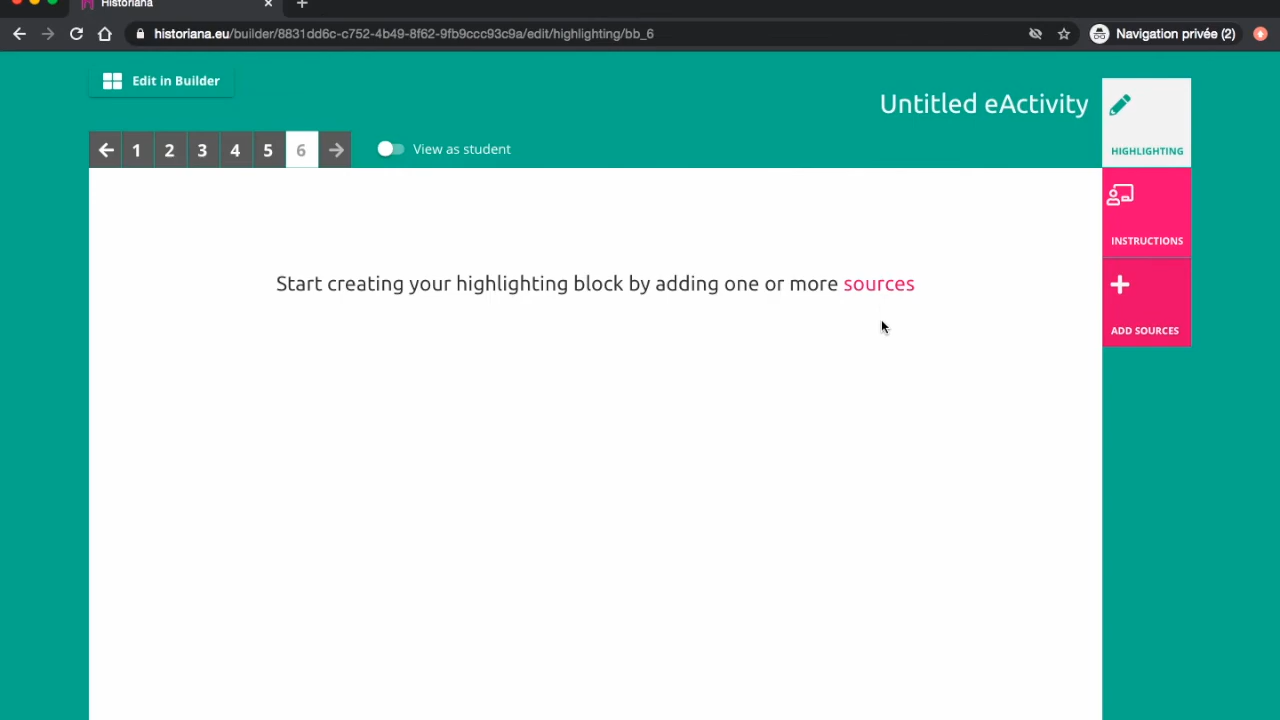 Historiana
historiana.eu/builder/8831dd6c-c752-4b49-8f62-9fb9ccc93c9a/edit/highlighting/bb_6
Navigation privée (2)
Edit in Builder
Untitled eActivity
1 2 3 4 5 6
View as student
HIGHLIGHTING
INSTRUCTIONS
ADD SOURCES
Start creating your highlighting block by adding one or more sources